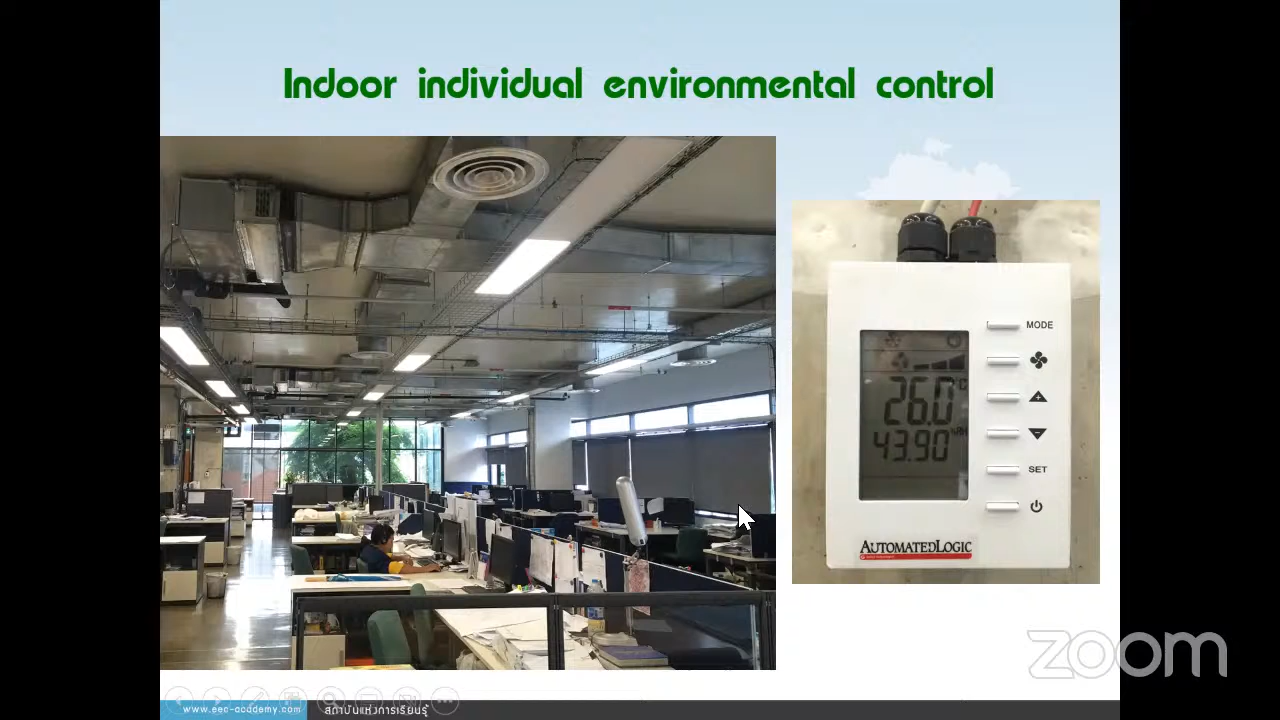 Indoor individual environmental control
MODE
26.0°C
43.90 %RH
SET
AUTOMATEDLOGIC
zoom
www.eec-academy.com
สถาบันแห่งการเรียนรู้